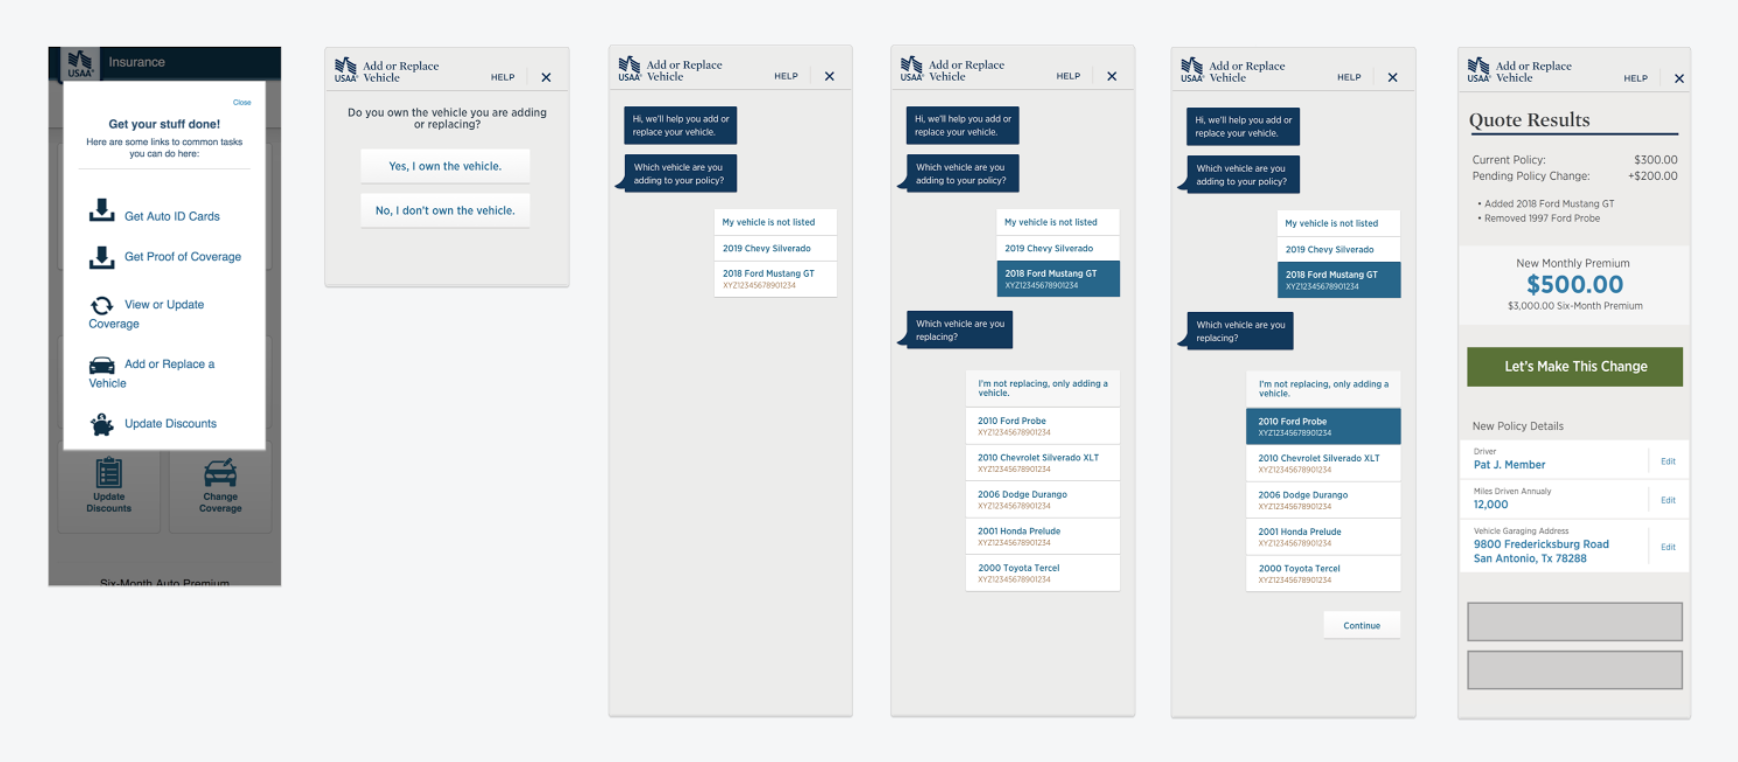 USAA®
Insurance
Close
Get your stuff done!
Here are some links to common tasks
you can do here:
Get Auto ID Cards
Get Proof of Coverage
View or Update
Coverage
Add or Replace a
Vehicle
Update Discounts
Update
Discounts
Change
Coverage
Six-Month Auto Premium
USAA®
Add or Replace
Vehicle
HELP
Do you own the vehicle you are adding
or replacing?
Yes, I own the vehicle.
No, I don't own the vehicle.
USAA®
Add or Replace
Vehicle
HELP
Hi, we'll help you add or
replace your vehicle.
Which vehicle are you
adding to your policy?
My vehicle is not listed
2019 Chevy Silverado
2018 Ford Mustang GT
XYZ12345678901234
USAA®
Add or Replace
Vehicle
HELP
Hi, we'll help you add or
replace your vehicle.
Which vehicle are you
adding to your policy?
My vehicle is not listed
2019 Chevy Silverado
2018 Ford Mustang GT
XYZ12345678901234
Which vehicle are you
replacing?
I'm not replacing, only adding a
vehicle.
2010 Ford Probe
XYZ12345678901234
2010 Chevrolet Silverado XLT
XYZ12345678901234
2006 Dodge Durango
XYZ12345678901234
2001 Honda Prelude
XYZ12345678901234
2000 Toyota Tercel
XYZ12345678901234
USAA®
Add or Replace
Vehicle
HELP
Hi, we'll help you add or
replace your vehicle.
Which vehicle are you
adding to your policy?
My vehicle is not listed
2019 Chevy Silverado
2018 Ford Mustang GT
XYZ12345678901234
Which vehicle are you
replacing?
I'm not replacing, only adding a
vehicle.
2010 Ford Probe
XYZ12345678901234
2010 Chevrolet Silverado XLT
XYZ12345678901234
2006 Dodge Durango
XYZ12345678901234
2001 Honda Prelude
XYZ12345678901234
2000 Toyota Tercel
XYZ12345678901234
Continue
USAA®
Add or Replace
Vehicle
HELP
Quote Results
Current Policy: $300.00
Pending Policy Change: +$200.00
• Added 2018 Ford Mustang GT
• Removed 1997 Ford Probe
New Monthly Premium
$500.00
$3,000.00 Six-Month Premium
Let's Make This Change
New Policy Details
Driver
Pat J. Member
Edit
Miles Driven Annualy
12,000
Edit
Vehicle Garaging Address
9800 Fredericksburg Road
San Antonio, Tx 78288
Edit